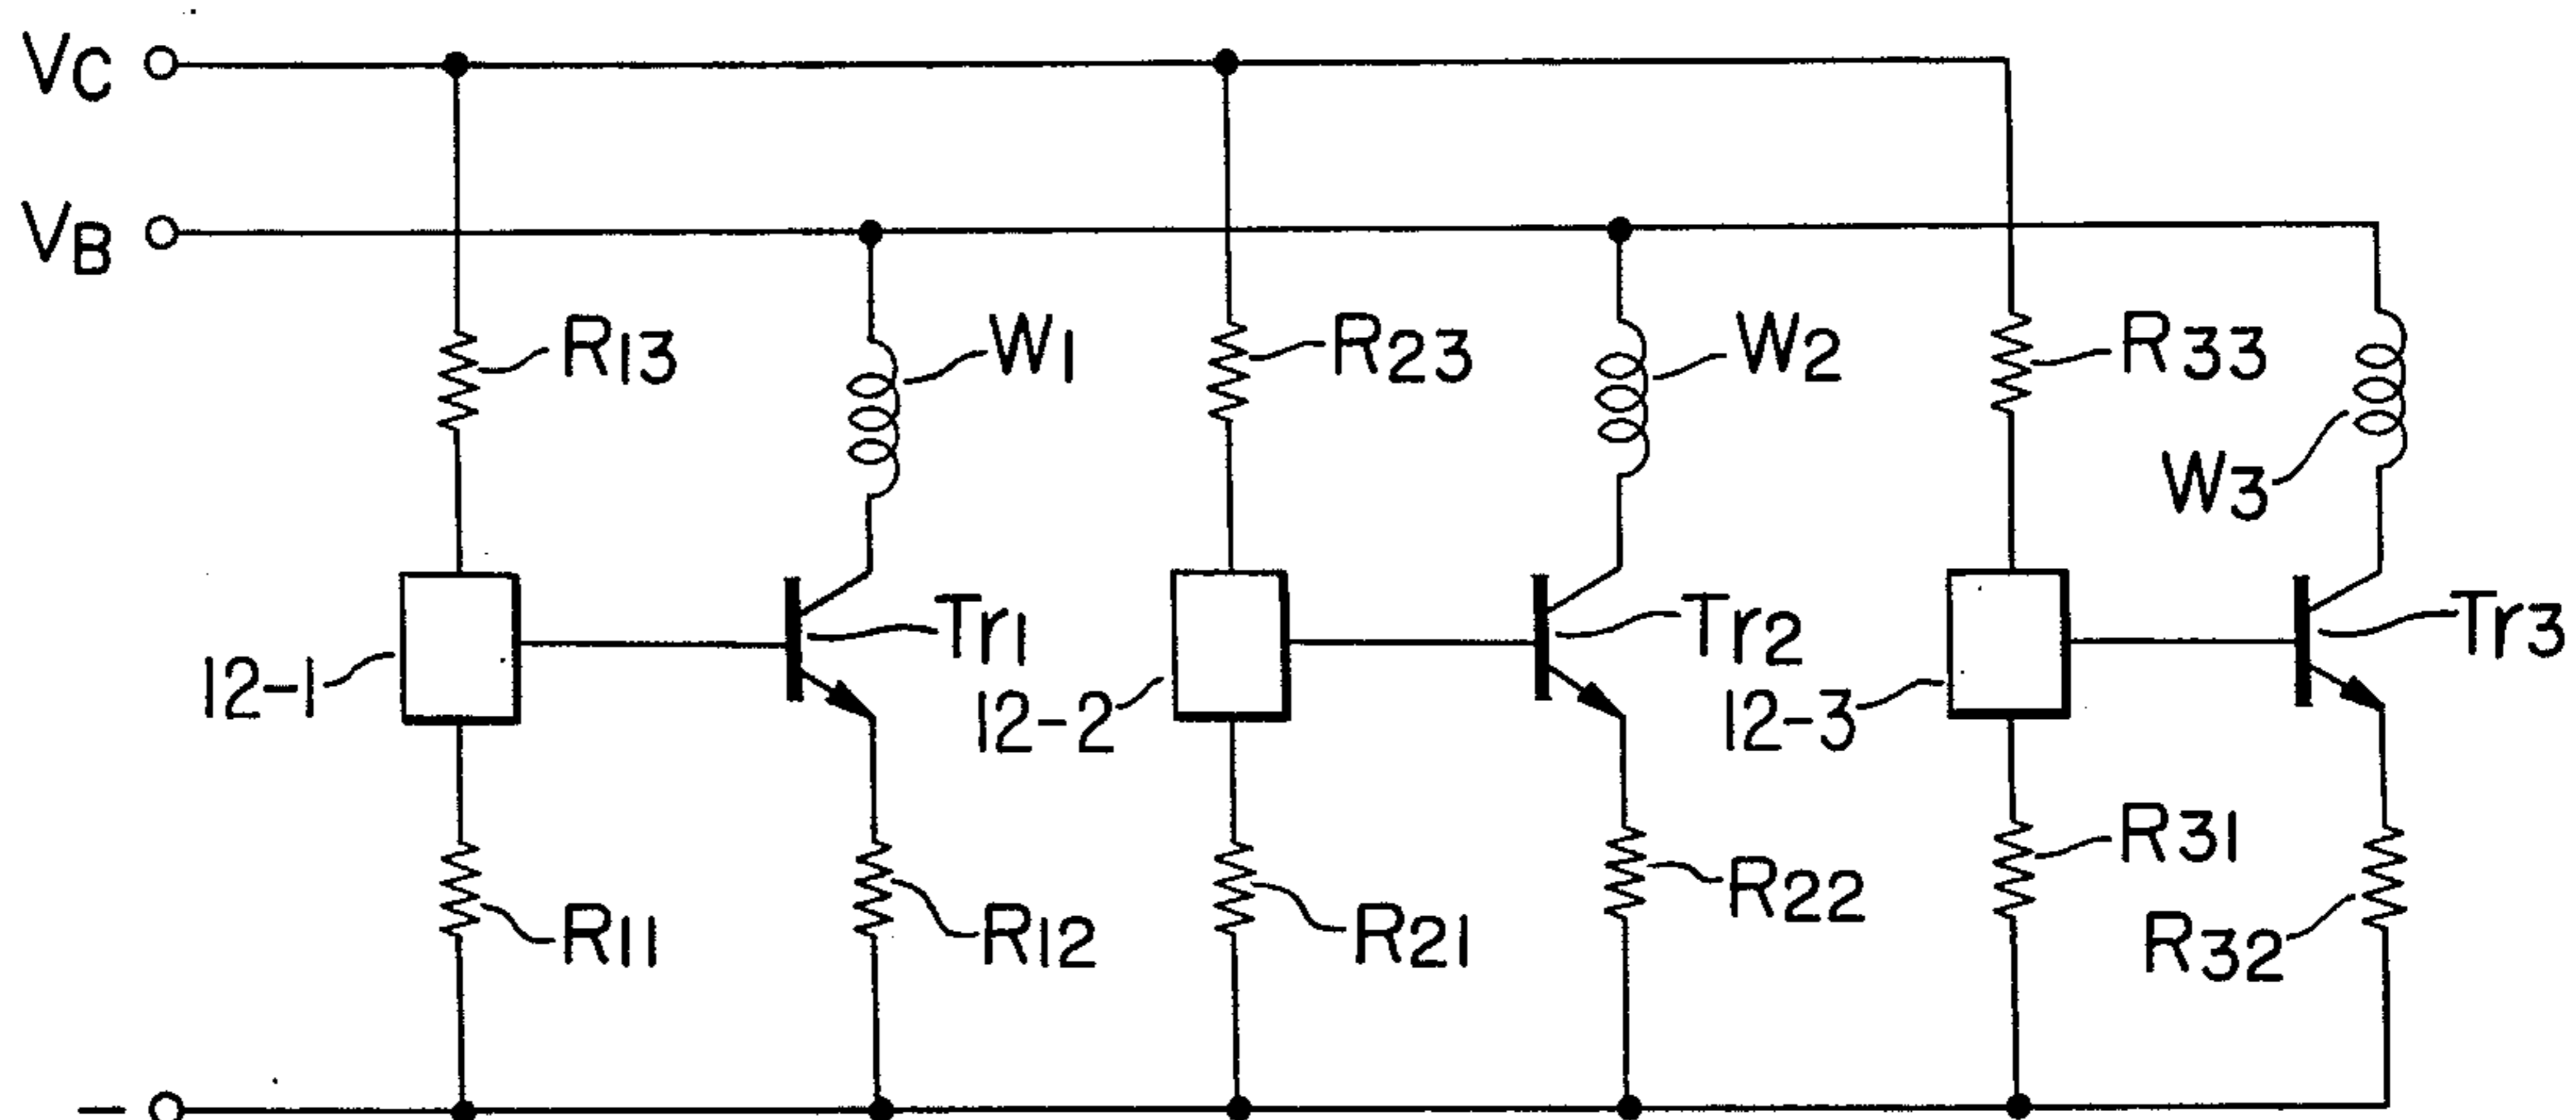 VC
VB
R13
W1
R23
W2
R33
W3
12-1
Tr1
12-2
Tr2
12-3
Tr3
R11
R12
R21
R22
R31
R32
–